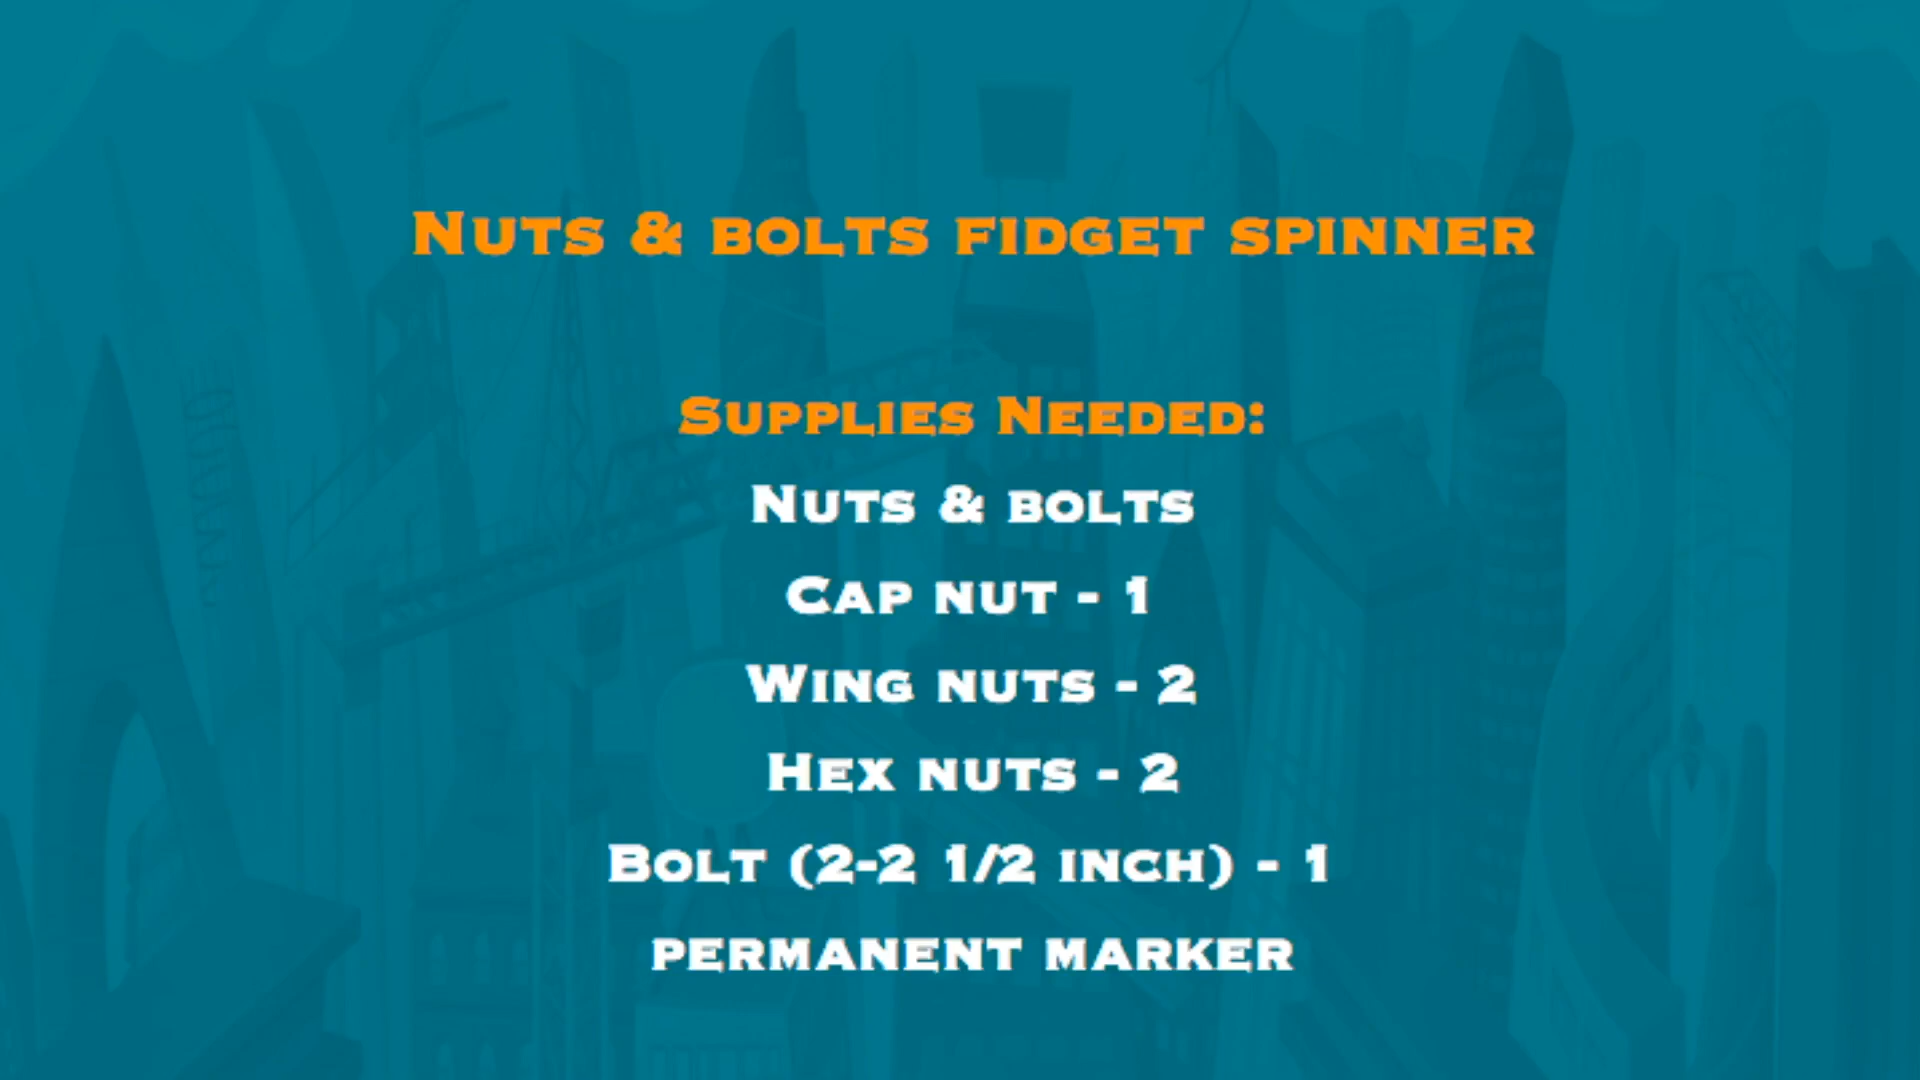 Nuts & bolts fidget spinner
Supplies Needed:
Nuts & bolts
Cap nut - 1
Wing nuts - 2
Hex nuts - 2
Bolt (2-2 1/2 inch) - 1
permanent marker